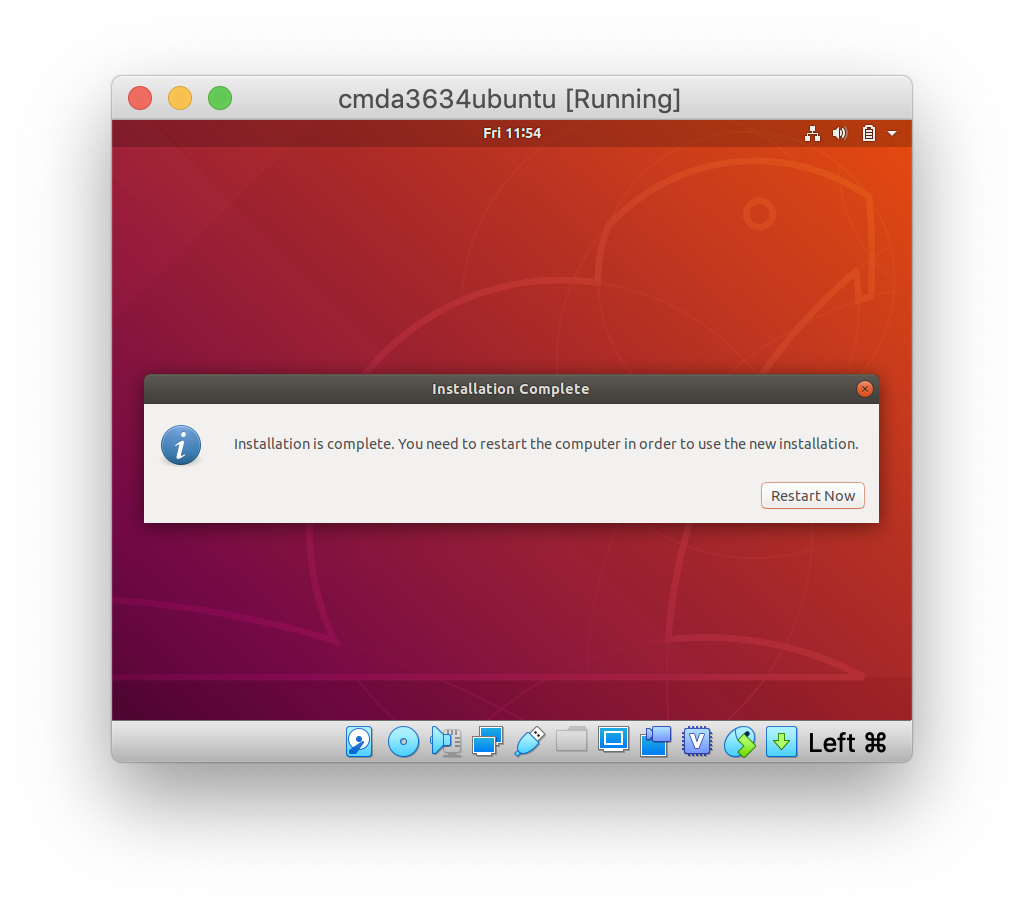 cmda3634ubuntu [Running]
Fri 11:54
Installation Complete
Installation is complete. You need to restart the computer in order to use the new installation.
Restart Now
Left ⌘